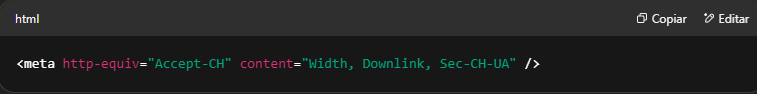 html Copiar Editar
<meta http-equiv="Accept-CH" content="Width, Downlink, Sec-CH-UA" />